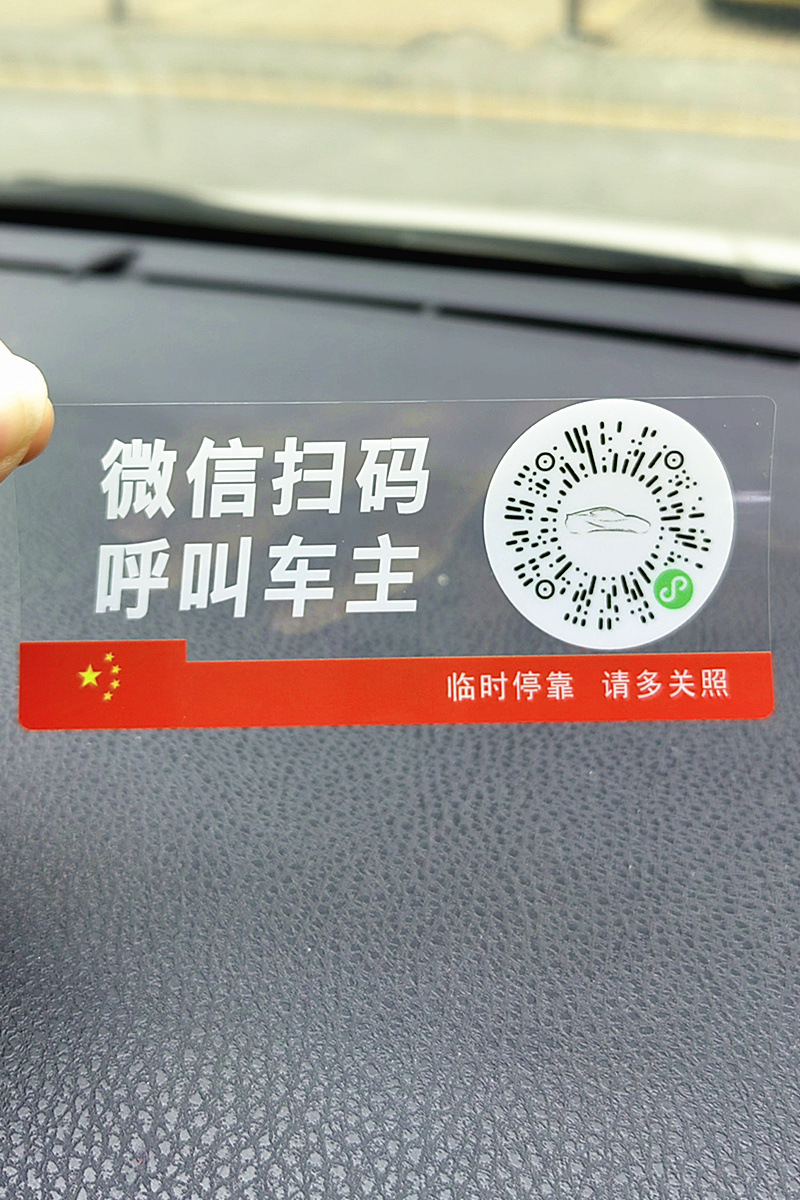 微信扫码
呼叫车主
临时停靠 请多关照